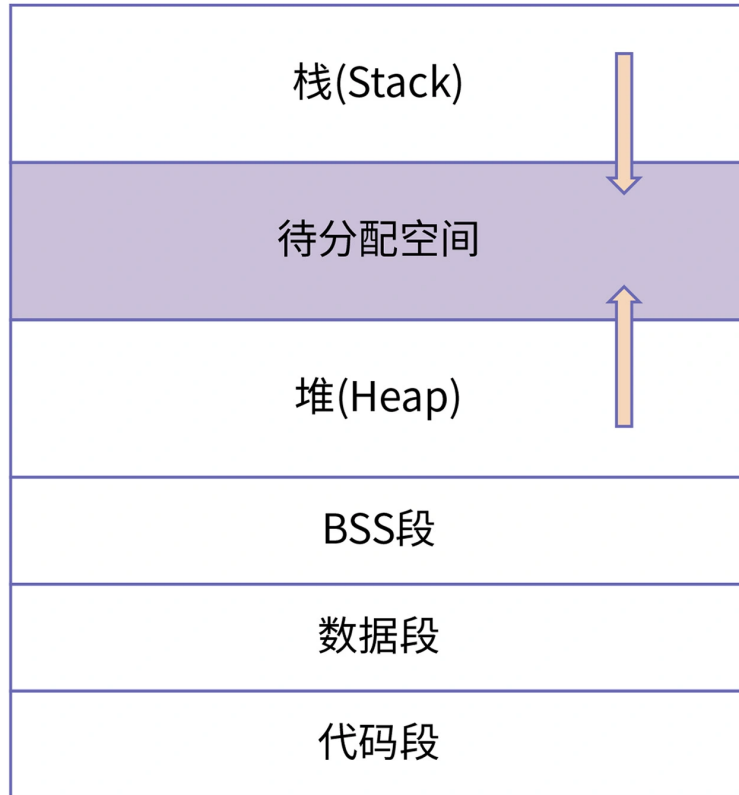 栈(Stack)
待分配空间
堆(Heap)
BSS段
数据段
代码段